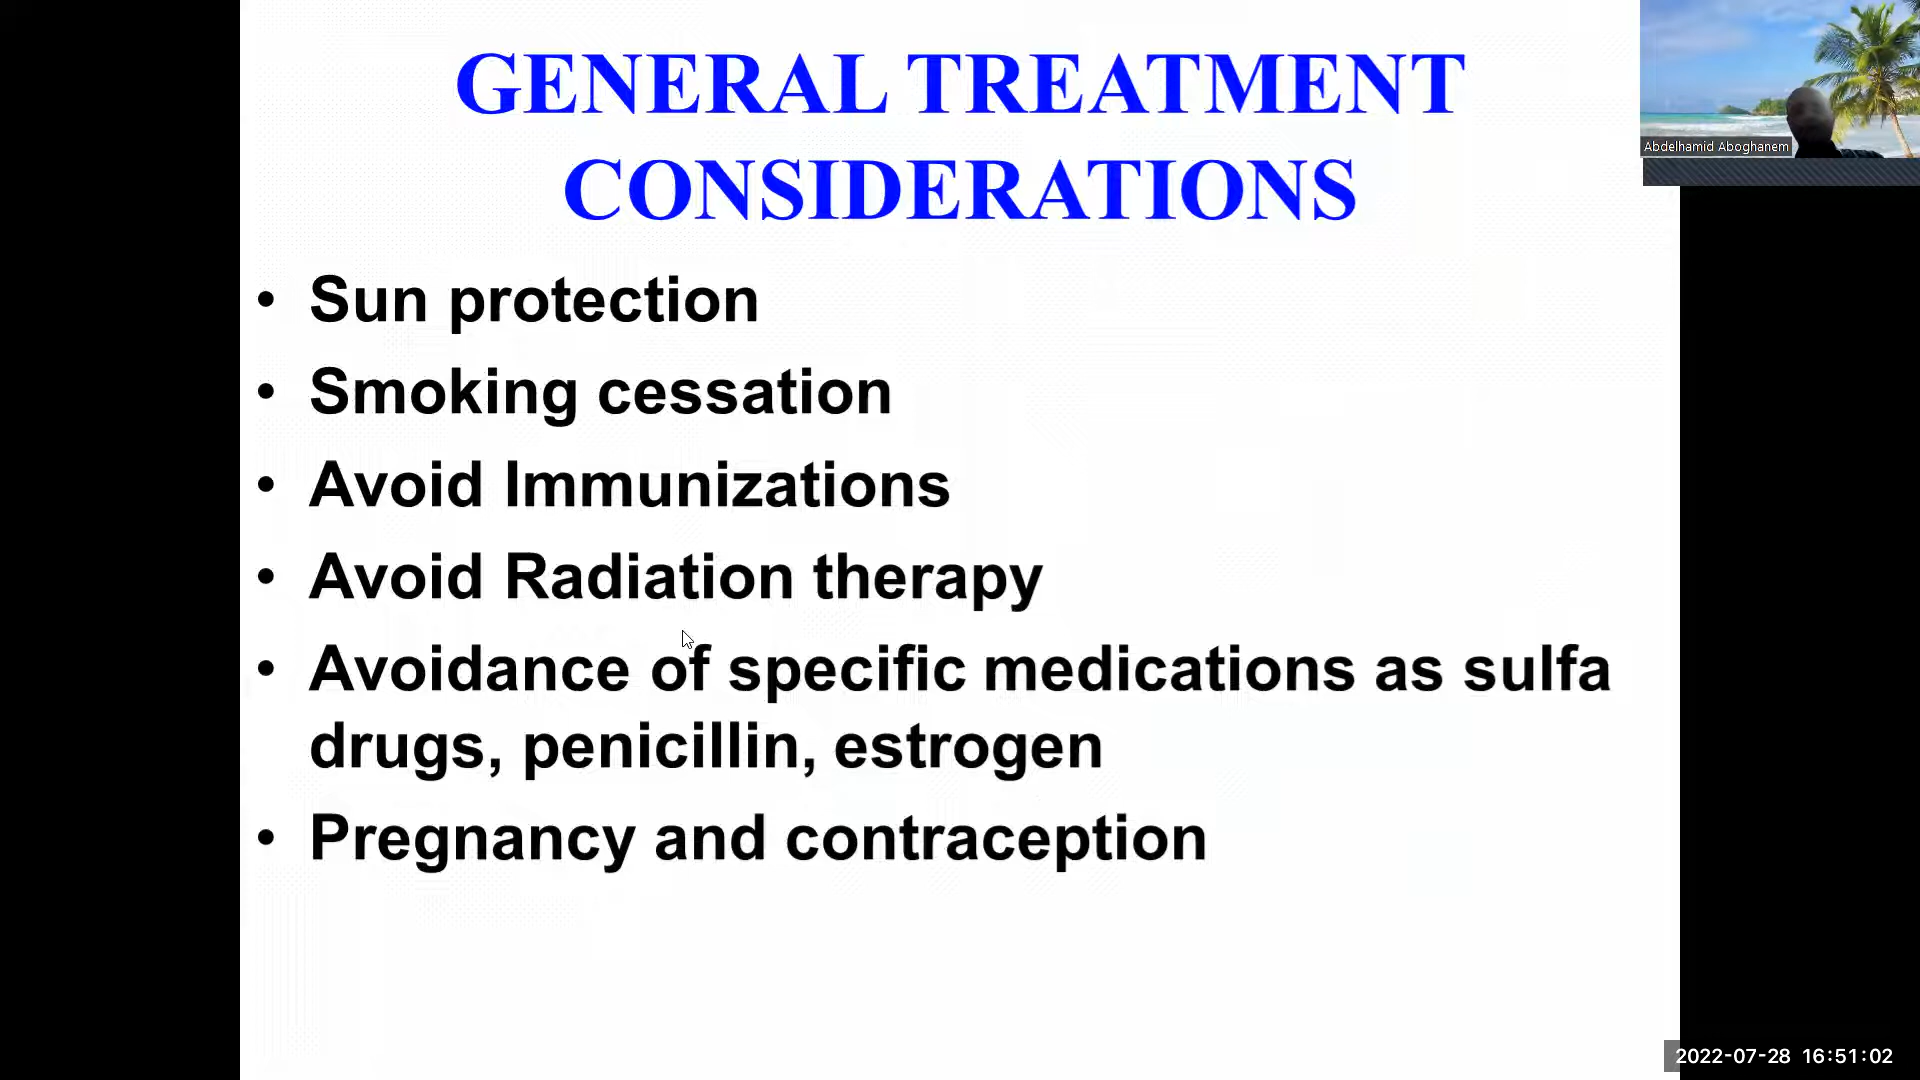 GENERAL TREATMENT
CONSIDERATIONS
• Sun protection
• Smoking cessation
• Avoid Immunizations
• Avoid Radiation therapy
• Avoidance of specific medications as sulfa
drugs, penicillin, estrogen
• Pregnancy and contraception
Abdelhamid Aboghanem
2022-07-28 16:51:02